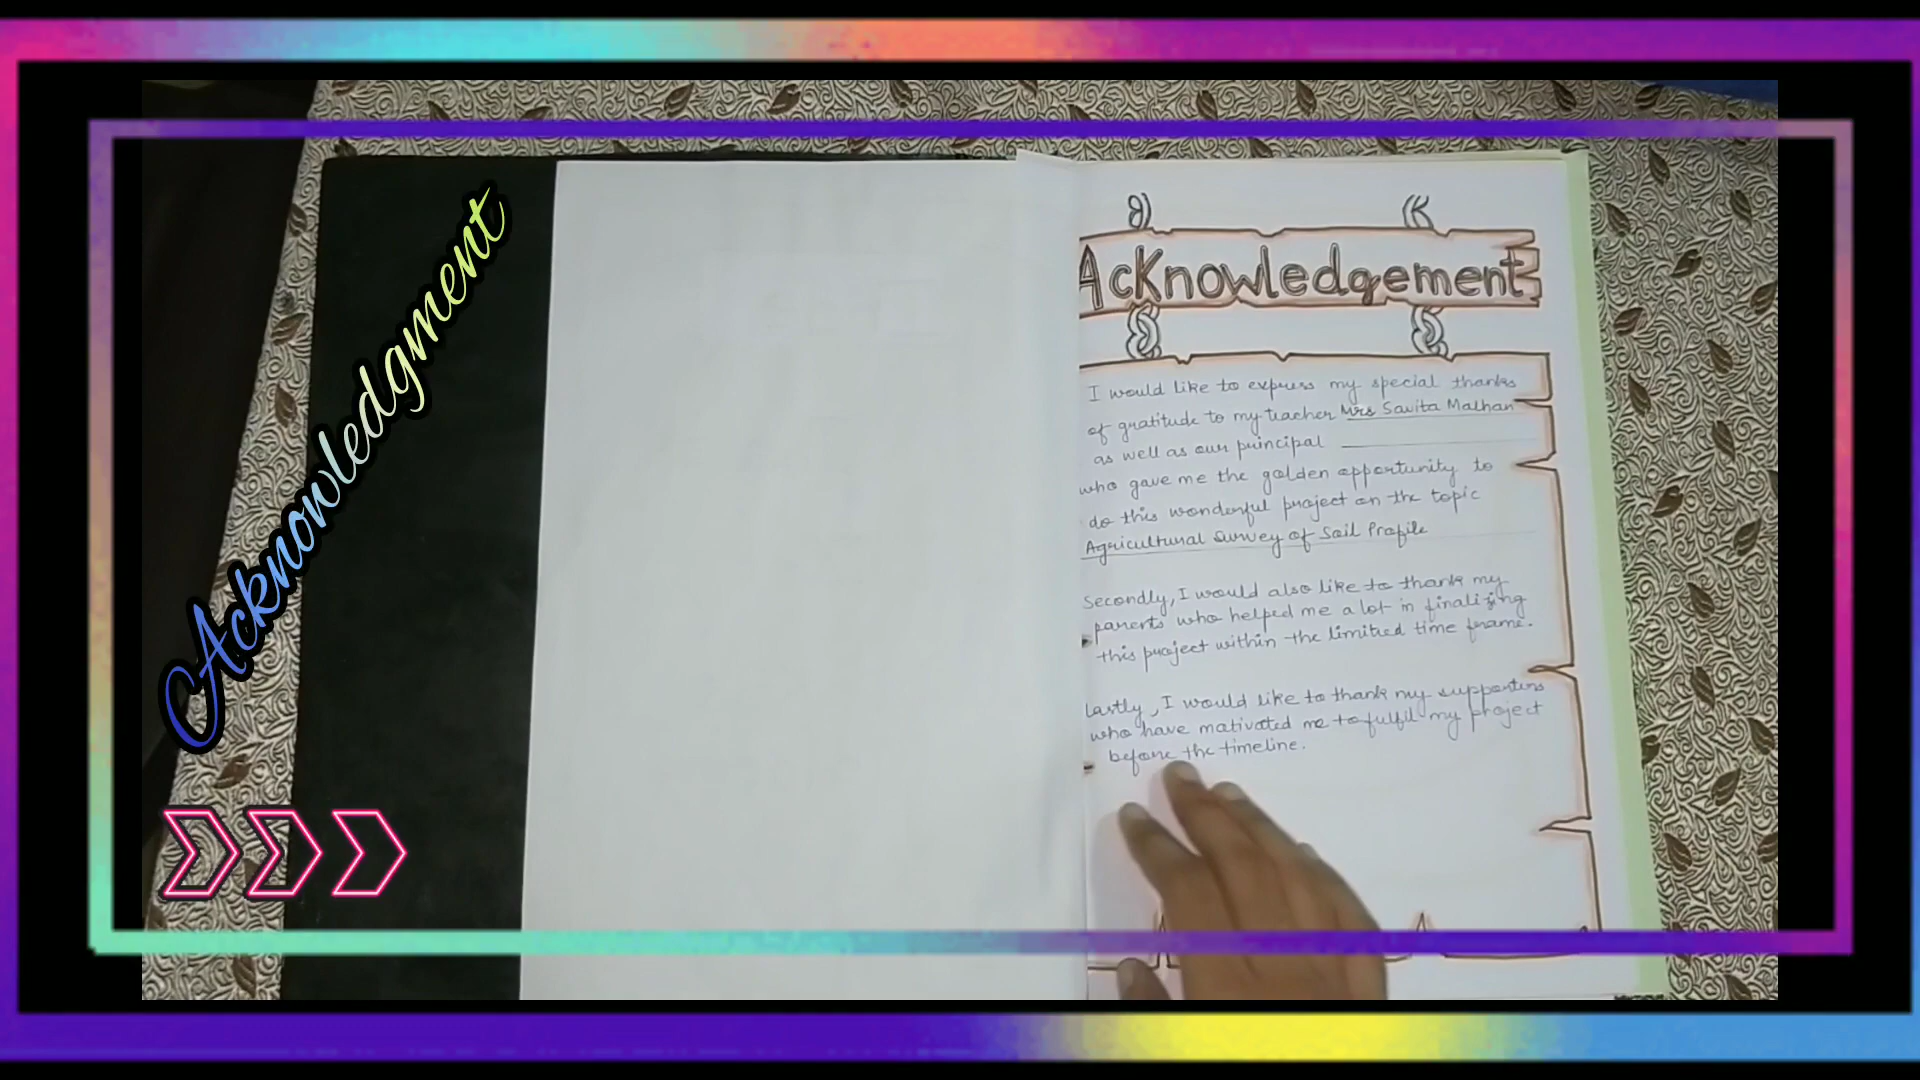 Acknowledgment
Acknowledgement
I would like to express my special thanks
of gratitude to my teacher Mrs Savita Malhan
as well as our principal
who gave me the golden opportunity to
do this wonderful project on the topic
Agricultural Survey of Soil Profile
Secondly, I would also like to thank my
parents who helped me a lot in finalizing
this project within the limited time frame.
Lastly, I would like to thank my supporters
who have motivated me to fulfil my project
before the timeline.